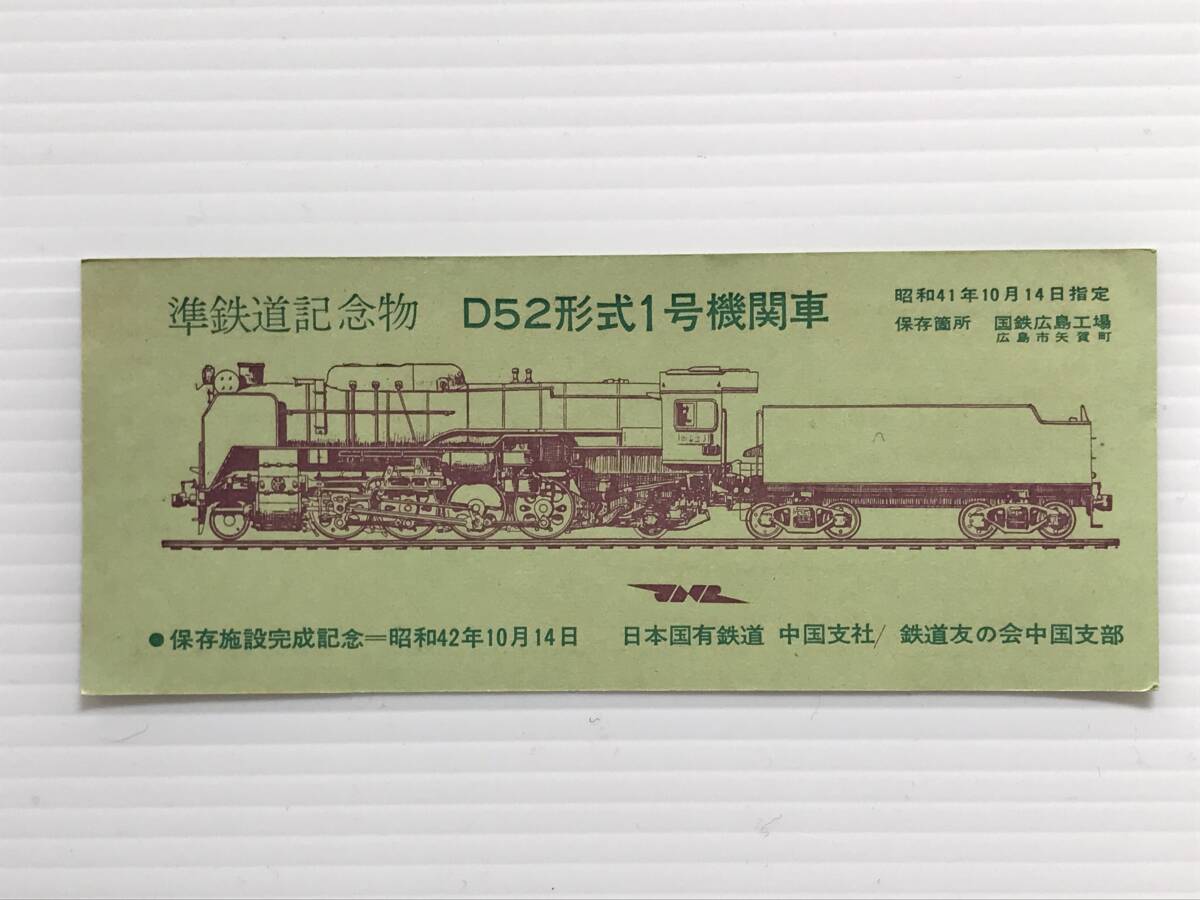 準鉄道記念物 D52形式1号機関車
昭和41年10月14日指定
保存箇所 国鉄広島工場
広島市矢賀町
JNR
●保存施設完成記念=昭和42年10月14日 日本国有鉄道 中国支社/鉄道友の会中国支部